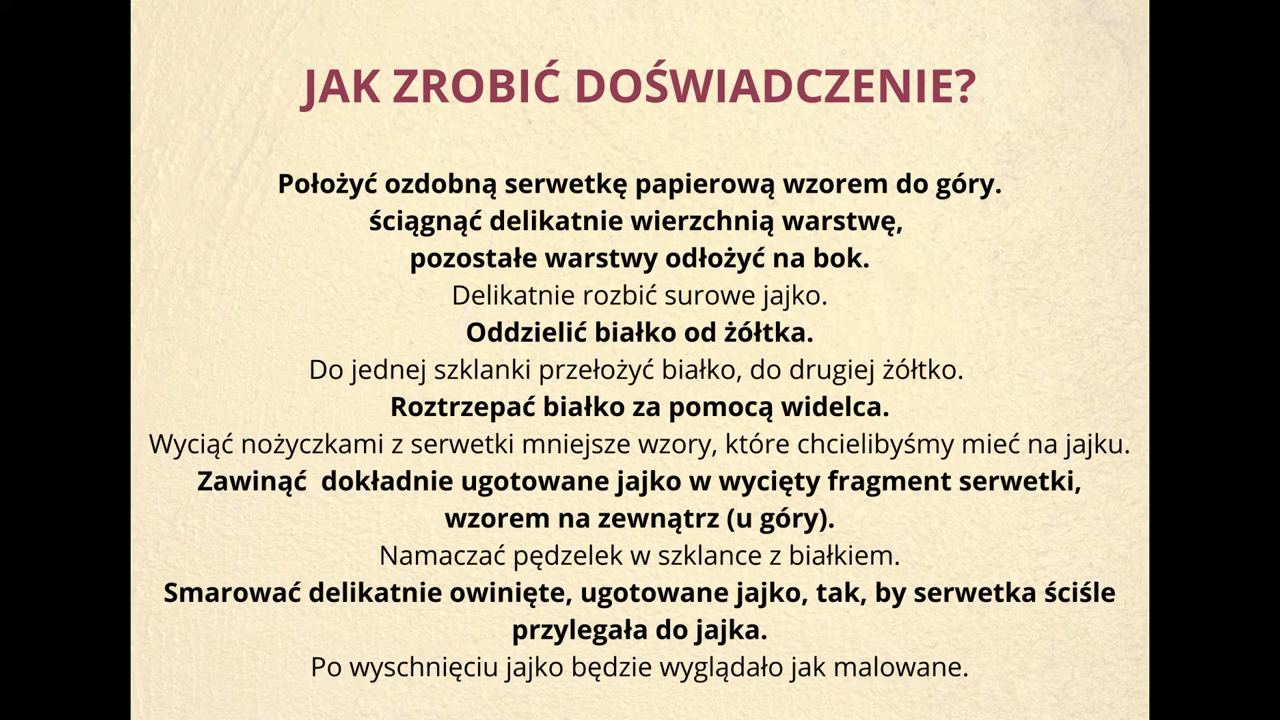 JAK ZROBIĆ DOŚWIADCZENIE?
Położyć ozdobną serwetkę papierową wzorem do góry.
ściągnąć delikatnie wierzchnią warstwę,
pozostałe warstwy odłożyć na bok.
Delikatnie rozbić surowe jajko.
Oddzielić białko od żółtka.
Do jednej szklanki przełożyć białko, do drugiej żółtko.
Roztrzepać białko za pomocą widelca.
Wyciąć nożyczkami z serwetki mniejsze wzory, które chcielibyśmy mieć na jajku.
Zawinąć  dokładnie ugotowane jajko w wycięty fragment serwetki,
wzorem na zewnątrz (u góry).
Namaczać pędzelek w szklance z białkiem.
Smarować delikatnie owinięte, ugotowane jajko, tak, by serwetka ściśle
przylegała do jajka.
Po wyschnięciu jajko będzie wyglądało jak malowane.